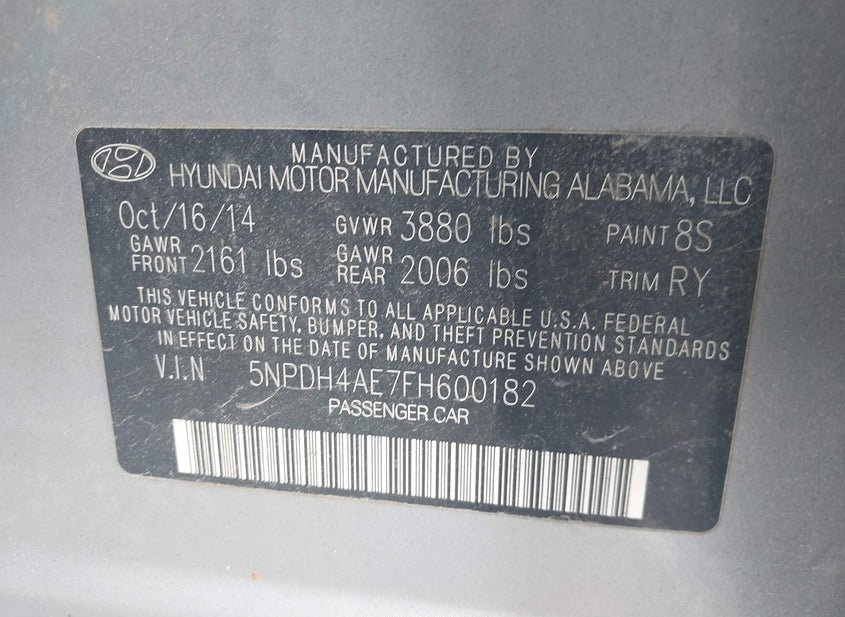 MANUFACTURED BY
HYUNDAI MOTOR MANUFACTURING ALABAMA, LLC
Oct/16/14 GVWR 3880 lbs PAINT 8S
GAWR FRONT 2161 lbs GAWR REAR 2006 lbs TRIM RY
THIS VEHICLE CONFORMS TO ALL APPLICABLE U.S.A. FEDERAL
MOTOR VEHICLE SAFETY, BUMPER, AND THEFT PREVENTION STANDARDS
IN EFFECT ON THE DATE OF MANUFACTURE SHOWN ABOVE
V.I.N 5NPDH4AE7FH600182
PASSENGER CAR